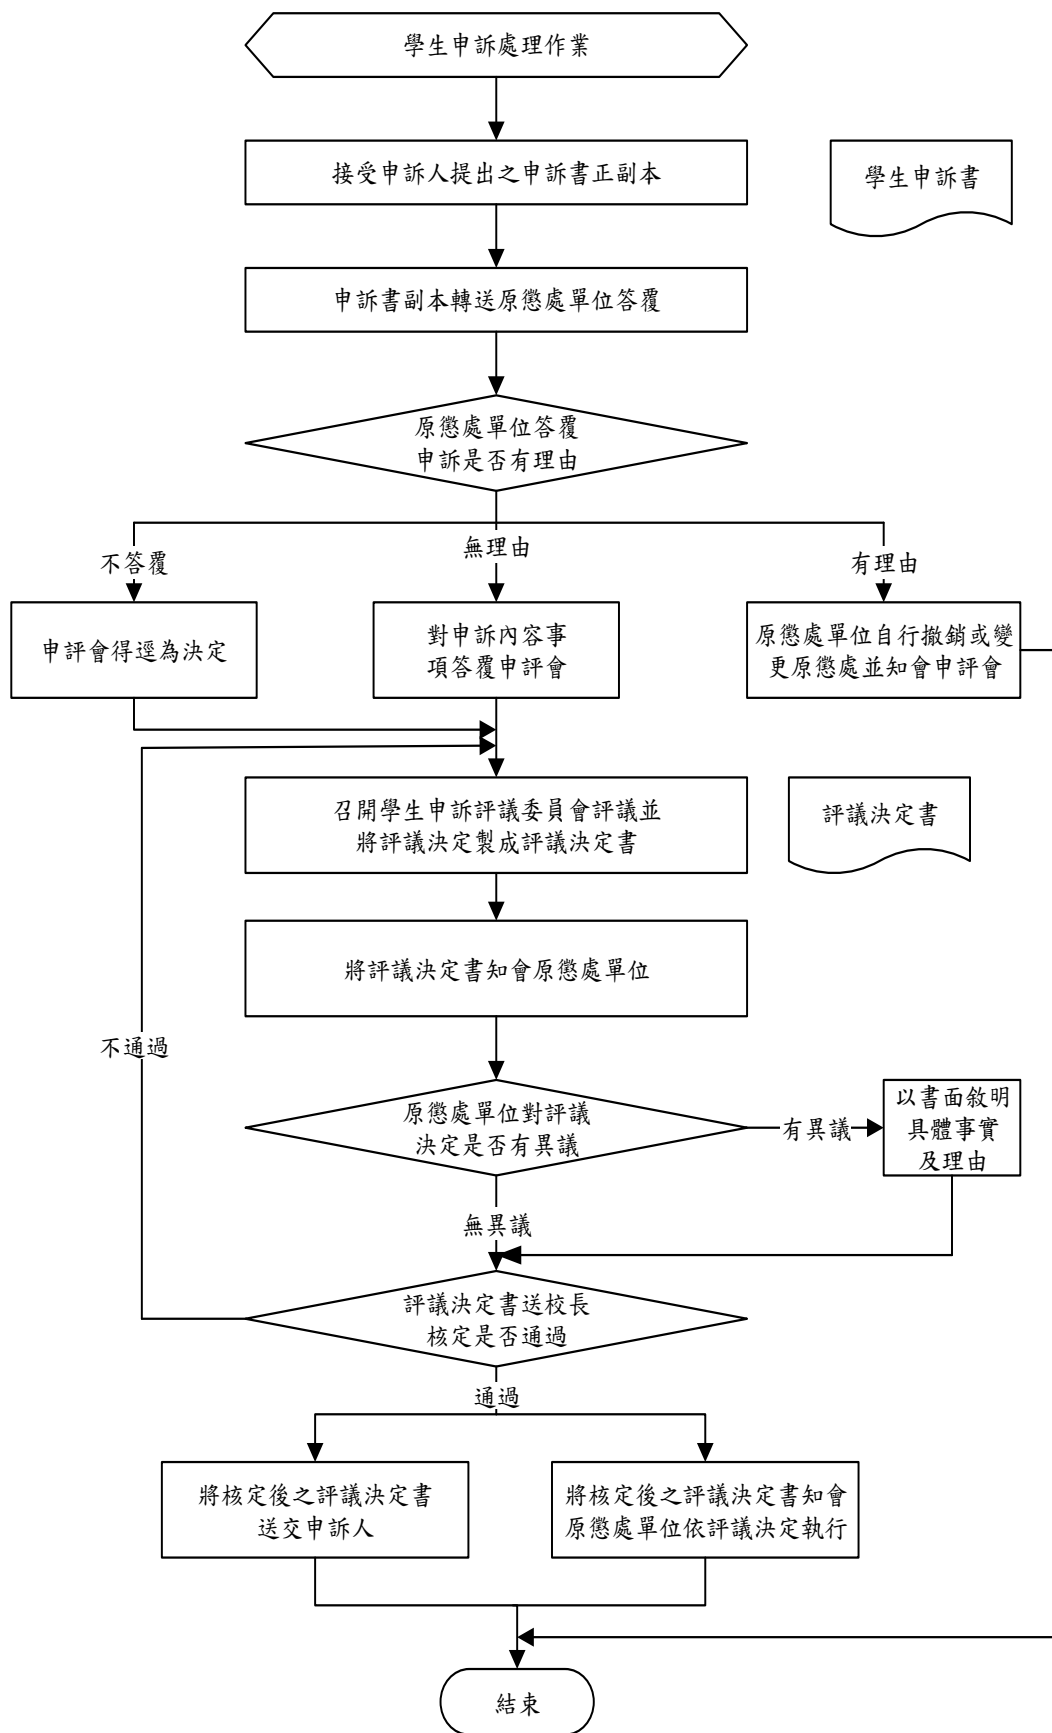 學生申訴處理作業
接受申訴人提出之申訴書正副本
學生申訴書
申訴書副本轉送原懲處單位答覆
原懲處單位答覆
申訴是否有理由
不答覆
無理由
有理由
申評會得逕為決定
對申訴內容事
項答覆申評會
原懲處單位自行撤銷或變
更原懲處並知會申評會
召開學生申訴評議委員會評議並
將評議決定製成評議決定書
評議決定書
將評議決定書知會原懲處單位
不通過
原懲處單位對評議
決定是否有異議
有異議
以書面敘明
具體事實
及理由
無異議
評議決定書送校長
核定是否通過
通過
將核定後之評議決定書
送交申訴人
將核定後之評議決定書知會
原懲處單位依評議決定執行
結束